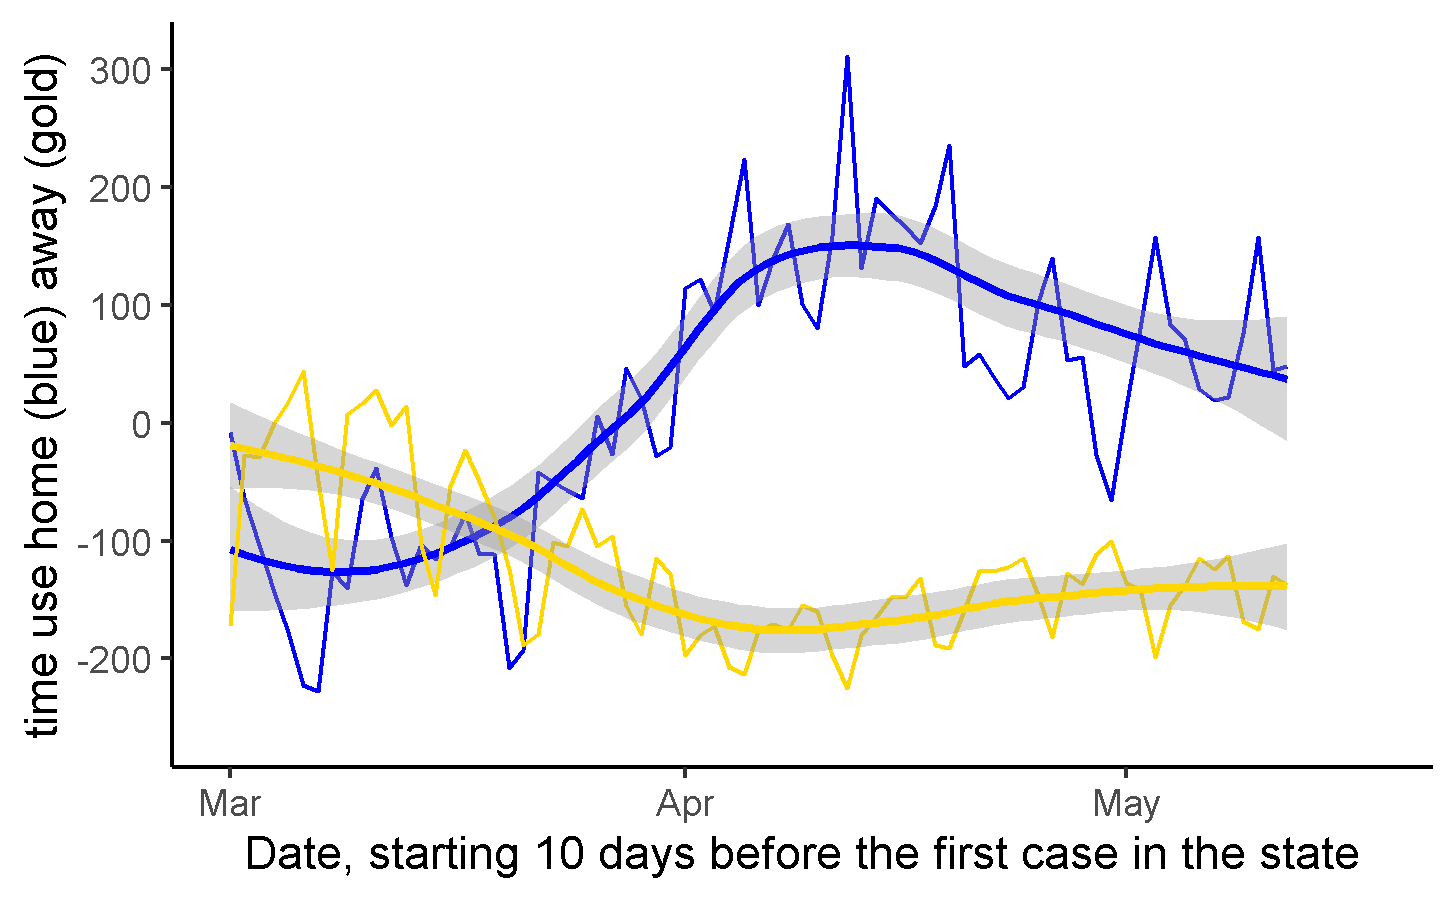 time use home (blue) away (gold)
300
200
100
0
-100
-200
Mar Apr May
Date, starting 10 days before the first case in the state